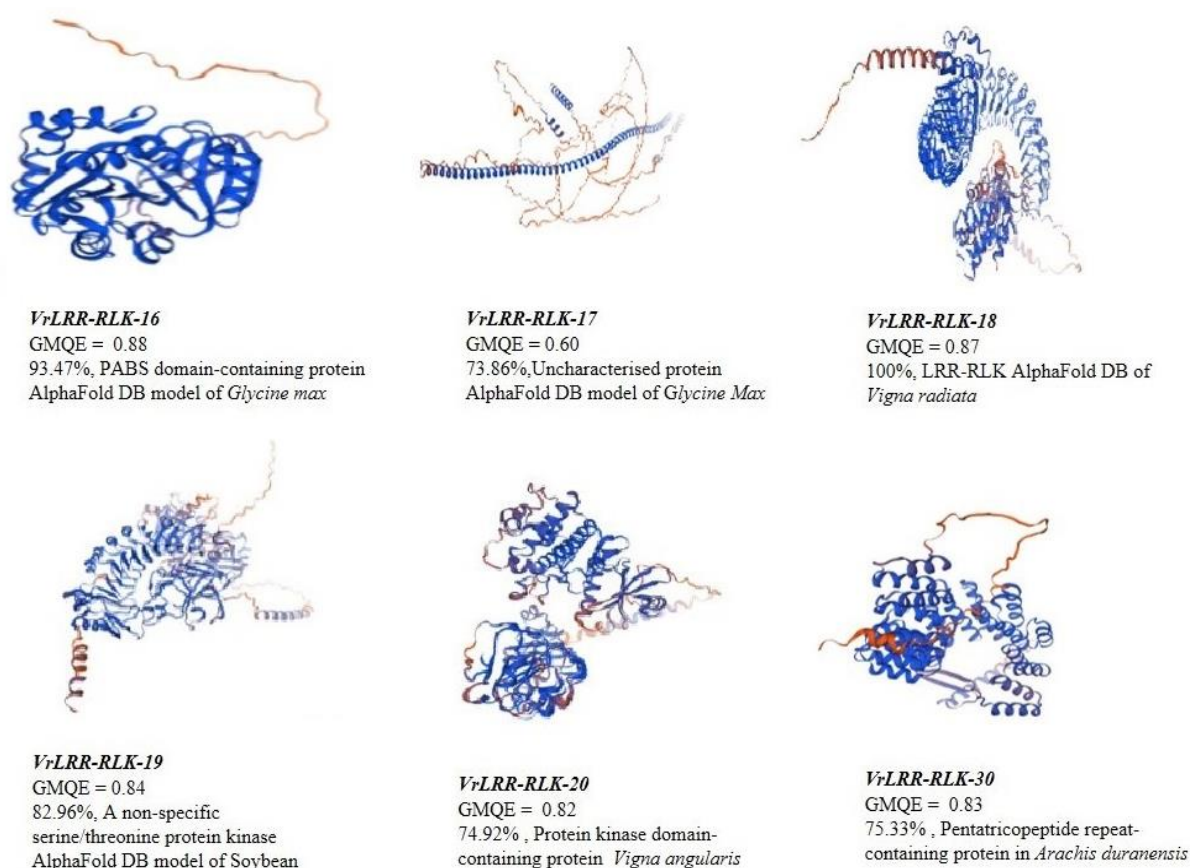 VrLRR-RLK-16
GMQE = 0.88
93.47%, PABS domain-containing protein
AlphaFold DB model of Glycine max
VrLRR-RLK-17
GMQE = 0.60
73.86%,Uncharacterised protein
AlphaFold DB model of Glycine Max
VrLRR-RLK-18
GMQE = 0.87
100%, LRR-RLK AlphaFold DB of
Vigna radiata
VrLRR-RLK-19
GMQE = 0.84
82.96%, A non-specific
serine/threonine protein kinase
AlphaFold DB model of Soybean
VrLRR-RLK-20
GMQE = 0.82
74.92% , Protein kinase domain-
containing protein Vigna angularis
VrLRR-RLK-30
GMQE = 0.83
75.33% , Pentatricopeptide repeat-
containing protein in Arachis duranensis